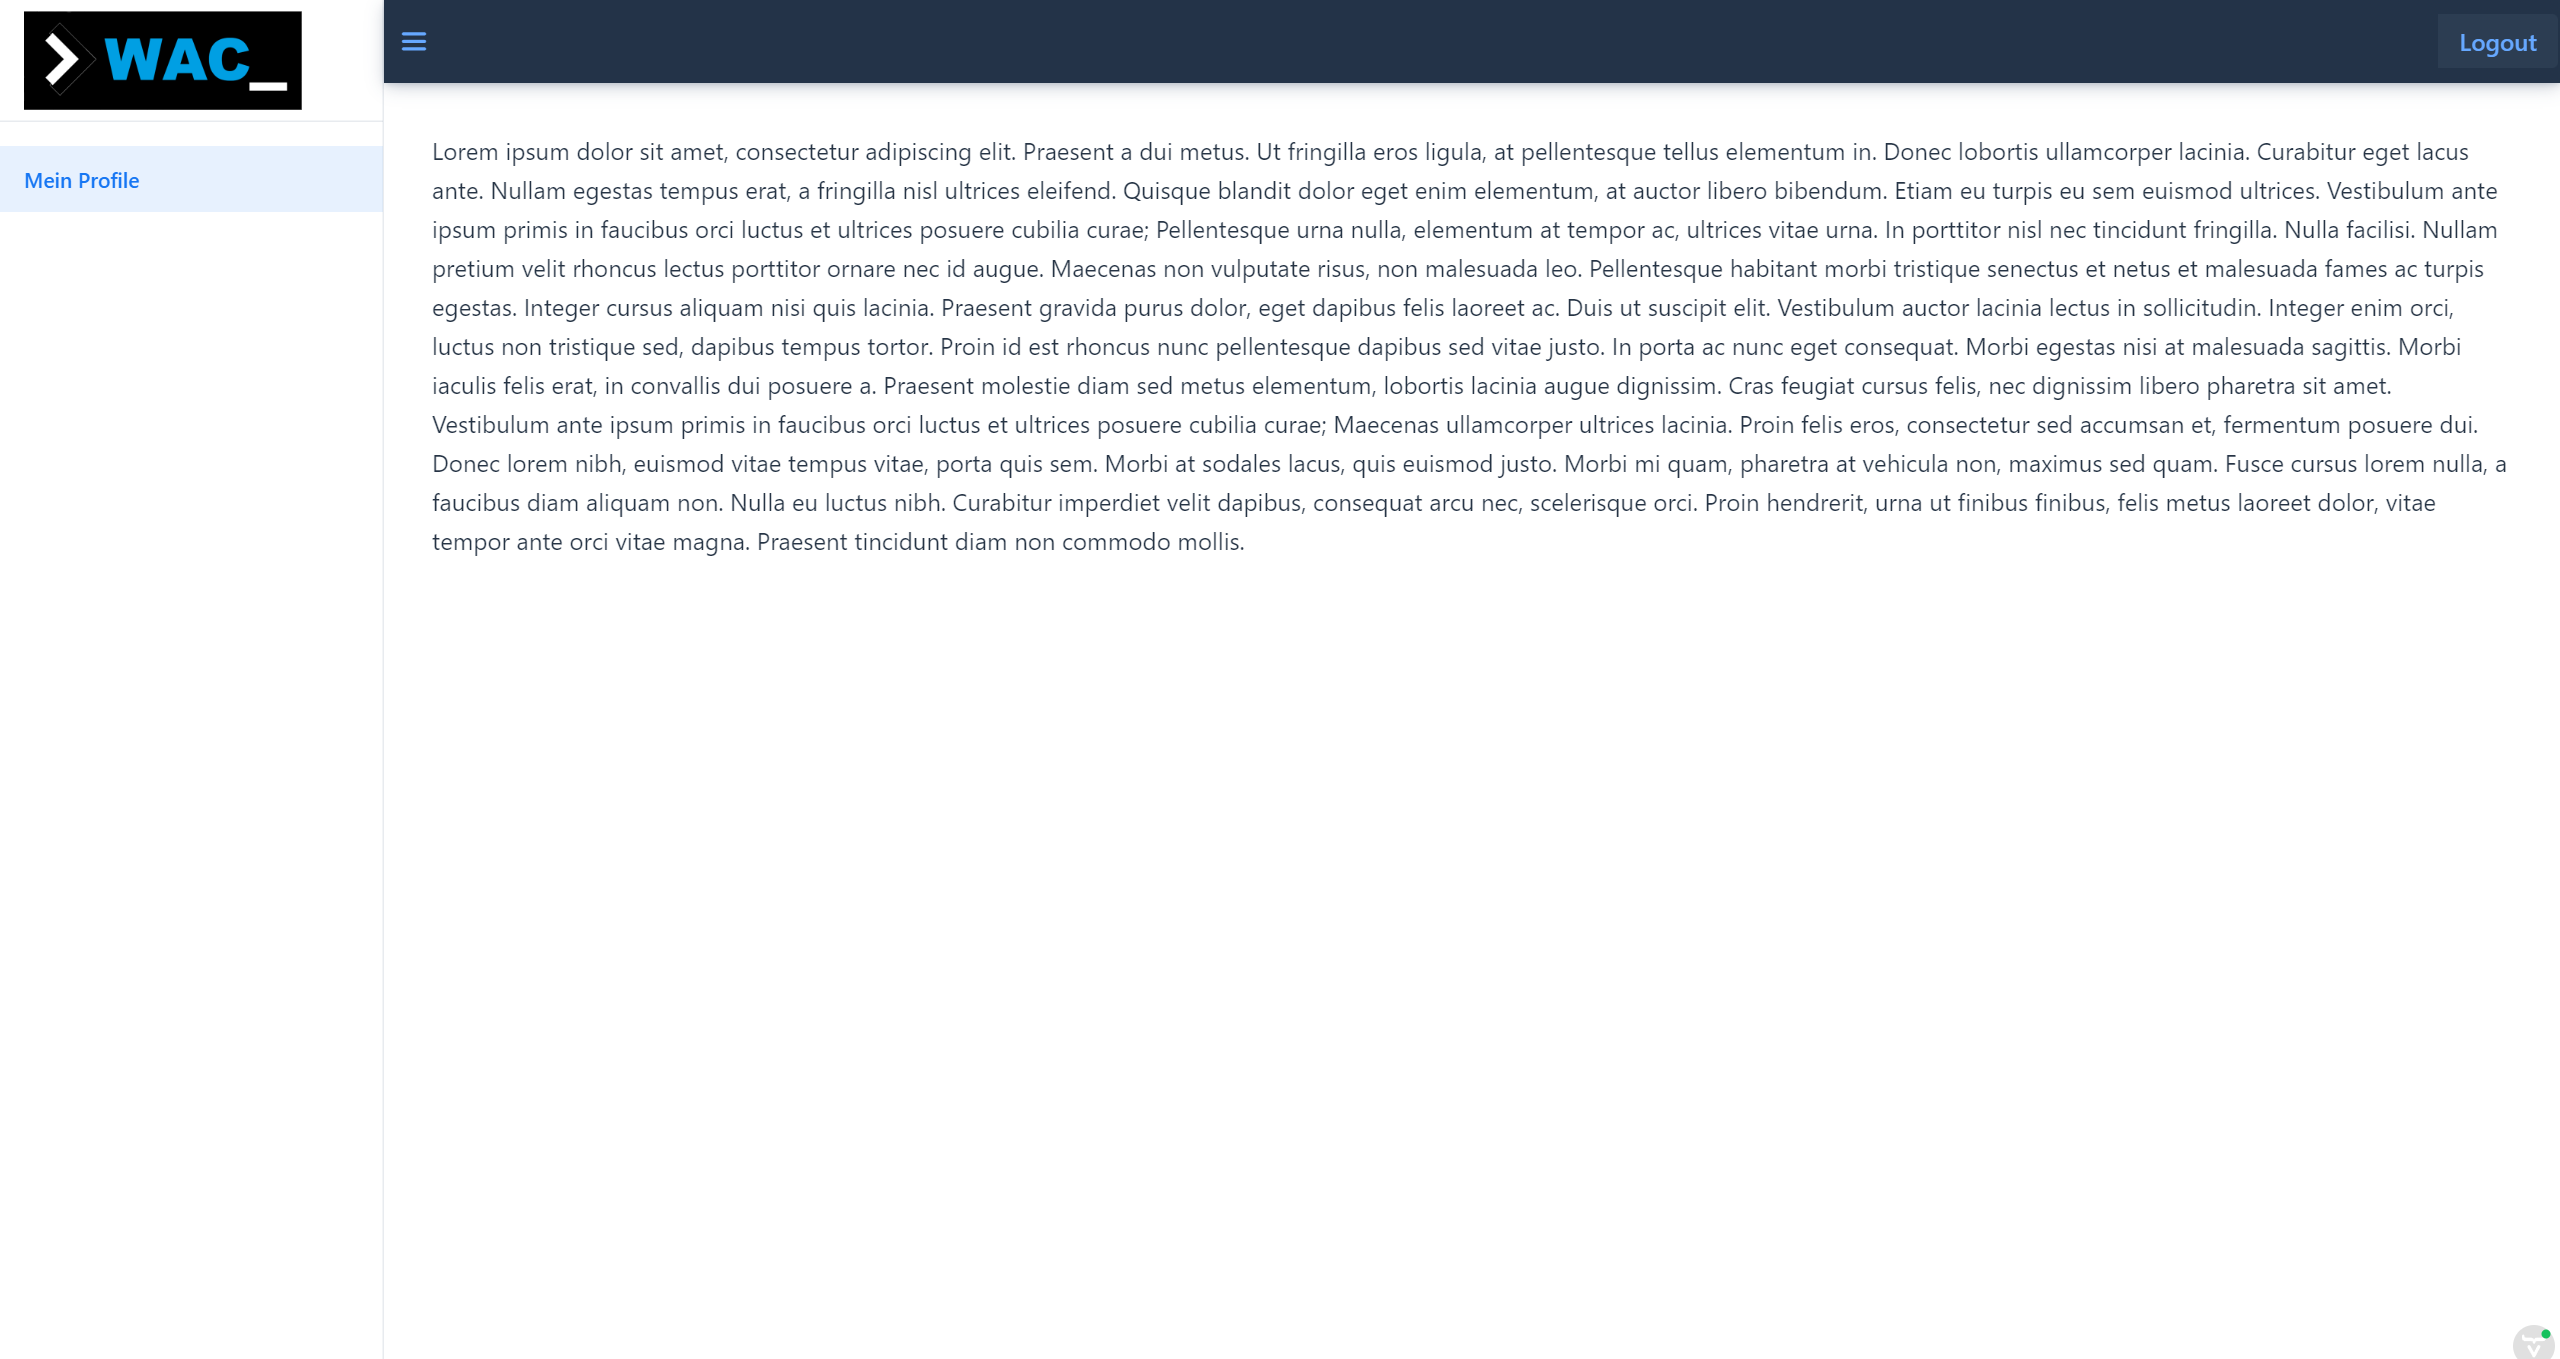 WAC_
Logout
Mein Profile
Lorem ipsum dolor sit amet, consectetur adipiscing elit. Praesent a dui metus. Ut fringilla eros ligula, at pellentesque tellus elementum in. Donec lobortis ullamcorper lacinia. Curabitur eget lacus
ante. Nullam egestas tempus erat, a fringilla nisl ultrices eleifend. Quisque blandit dolor eget enim elementum, at auctor libero bibendum. Etiam eu turpis eu sem euismod ultrices. Vestibulum ante
ipsum primis in faucibus orci luctus et ultrices posuere cubilia curae; Pellentesque urna nulla, elementum at tempor ac, ultrices vitae urna. In porttitor nisl nec tincidunt fringilla. Nulla facilisi. Nullam
pretium velit rhoncus lectus porttitor ornare nec id augue. Maecenas non vulputate risus, non malesuada leo. Pellentesque habitant morbi tristique senectus et netus et malesuada fames ac turpis
egestas. Integer cursus aliquam nisi quis lacinia. Praesent gravida purus dolor, eget dapibus felis laoreet ac. Duis ut suscipit elit. Vestibulum auctor lacinia lectus in sollicitudin. Integer enim orci,
luctus non tristique sed, dapibus tempus tortor. Proin id est rhoncus nunc pellentesque dapibus sed vitae justo. In porta ac nunc eget consequat. Morbi egestas nisi at malesuada sagittis. Morbi
iaculis felis erat, in convallis dui posuere a. Praesent molestie diam sed metus elementum, lobortis lacinia augue dignissim. Cras feugiat cursus felis, nec dignissim libero pharetra sit amet.
Vestibulum ante ipsum primis in faucibus orci luctus et ultrices posuere cubilia curae; Maecenas ullamcorper ultrices lacinia. Proin felis eros, consectetur sed accumsan et, fermentum posuere dui.
Donec lorem nibh, euismod vitae tempus vitae, porta quis sem. Morbi at sodales lacus, quis euismod justo. Morbi mi quam, pharetra at vehicula non, maximus sed quam. Fusce cursus lorem nulla, a
faucibus diam aliquam non. Nulla eu luctus nibh. Curabitur imperdiet velit dapibus, consequat arcu nec, scelerisque orci. Proin hendrerit, urna ut finibus finibus, felis metus laoreet dolor, vitae
tempor ante orci vitae magna. Praesent tincidunt diam non commodo mollis.